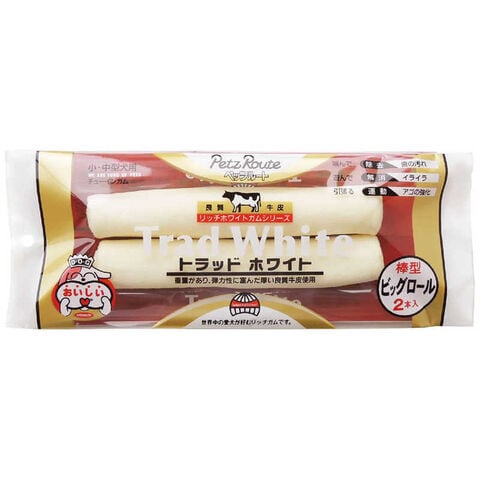 小・中型犬用
チューインガム
Petz Route
ペッツルート
噛んで 除去 歯の汚れ
遊んで 解消 イライラ
引張る 運動 アゴの強化
良質 牛皮
リッチホワイトガムシリーズ
Trad White
トラッド ホワイト
重量があり、弾力性に富んだ厚い良質牛皮使用
おいしい
棒型
ビッグロール
2本入
世界中の愛犬が好むリッチガムです。